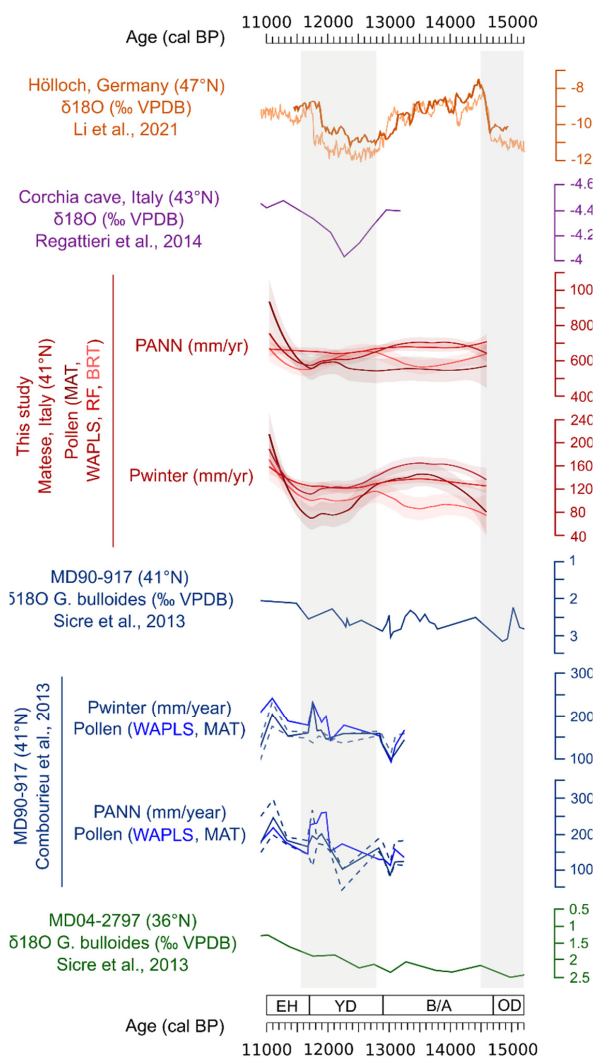 11000 12000 13000 14000 15000
Age (cal BP)
Hölloch, Germany (47°N)
δ18O (‰ VPDB)
Li et al., 2021
-8
-10
-12
Corchia cave, Italy (43°N)
δ18O (‰ VPDB)
Regattieri et al., 2014
-4.6
-4.4
-4.2
-4
This study
Matese, Italy (41°N)
Pollen (MAT,
WAPLS, RF, BRT)
PANN (mm/yr)
100
800
600
400
Pwinter (mm/yr)
240
200
160
120
80
40
MD90-917 (41°N)
δ18O G. bulloides (‰ VPDB)
Sicre et al., 2013
1
2
3
MD90-917 (41°N)
Combourieu et al., 2013
Pwinter (mm/year)
Pollen (WAPLS, MAT)
300
200
100
PANN (mm/year)
Pollen (WAPLS, MAT)
300
200
100
MD04-2797 (36°N)
δ18O G. bulloides (‰ VPDB)
Sicre et al., 2013
0.5
1
1.5
2
2.5
EH YD B/A OD
Age (cal BP)
11000 12000 13000 14000 15000